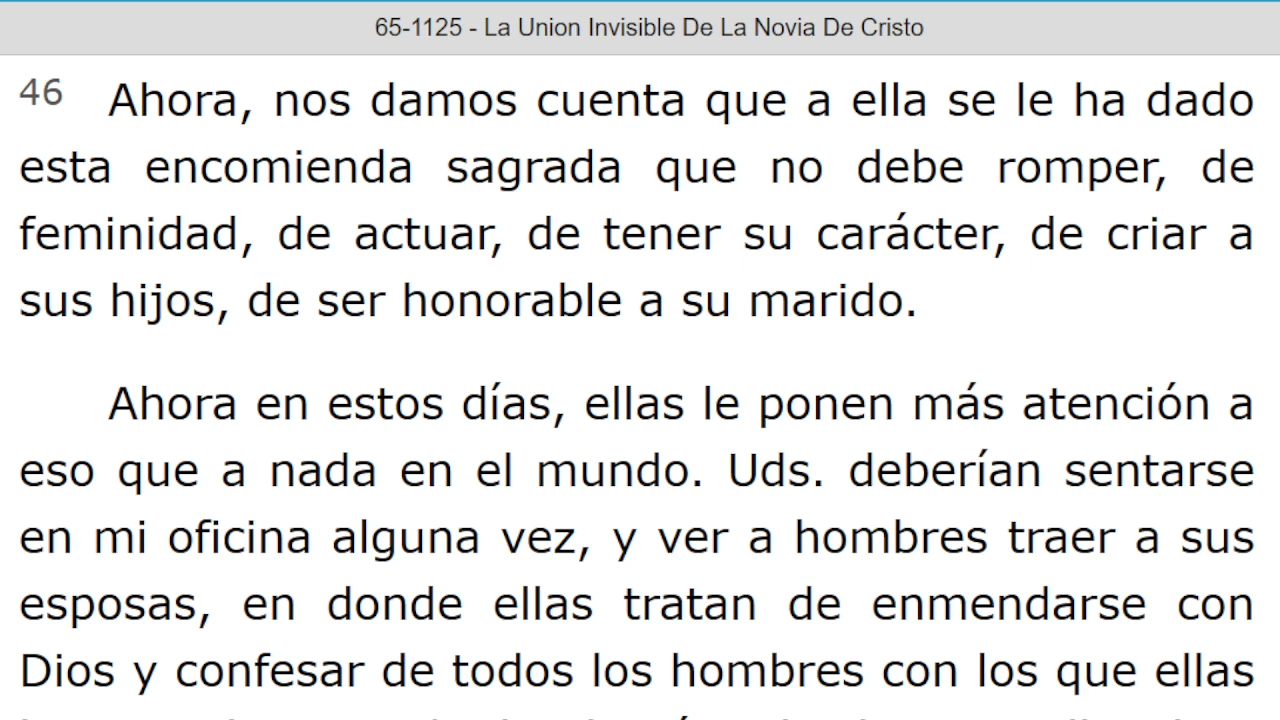 65-1125 - La Union Invisible De La Novia De Cristo
46 Ahora, nos damos cuenta que a ella se le ha dado
esta encomienda sagrada que no debe romper, de
feminidad, de actuar, de tener su carácter, de criar a
sus hijos, de ser honorable a su marido.
Ahora en estos días, ellas le ponen más atención a
eso que a nada en el mundo. Uds. deberían sentarse
en mi oficina alguna vez, y ver a hombres traer a sus
esposas, en donde ellas tratan de enmendarse con
Dios y confesar de todos los hombres con los que ellas